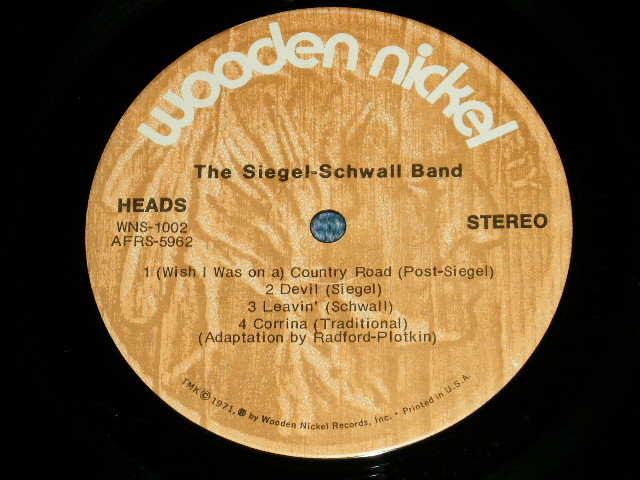 wooden nickel
The Siegel-Schwall Band
HEADS
WNS-1002
AFRS-5962
STEREO
1 (Wish I Was on a) Country Road (Post-Siegel)
2 Devil (Siegel)
3 Leavin' (Schwall)
4 Corrina (Traditional)
(Adaptation by Radford-Plotkin)
TMK © 1971, ℗ by Wooden Nickel Records, Inc. • Printed in U.S.A.